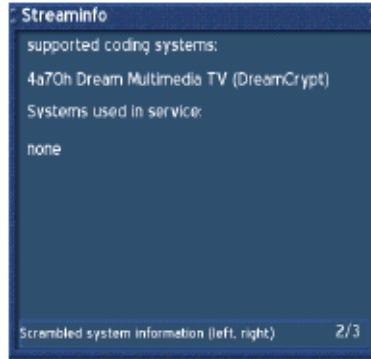 Streaminfo
supported coding systems:
4a70h Dream Multimedia TV (DreamCrypt)
Systems used in service:
none
Scrambled system information (left, right) 2/3